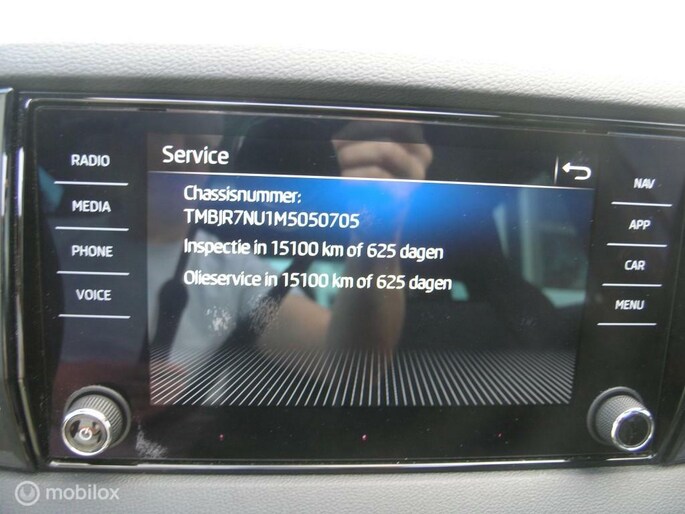 RADIO
MEDIA
PHONE
VOICE
Service
Chassisnummer:
TMBJR7NU1M5050705
Inspectie in 15100 km of 625 dagen
Olieservice in 15100 km of 625 dagen
NAV
APP
CAR
MENU
mobilox